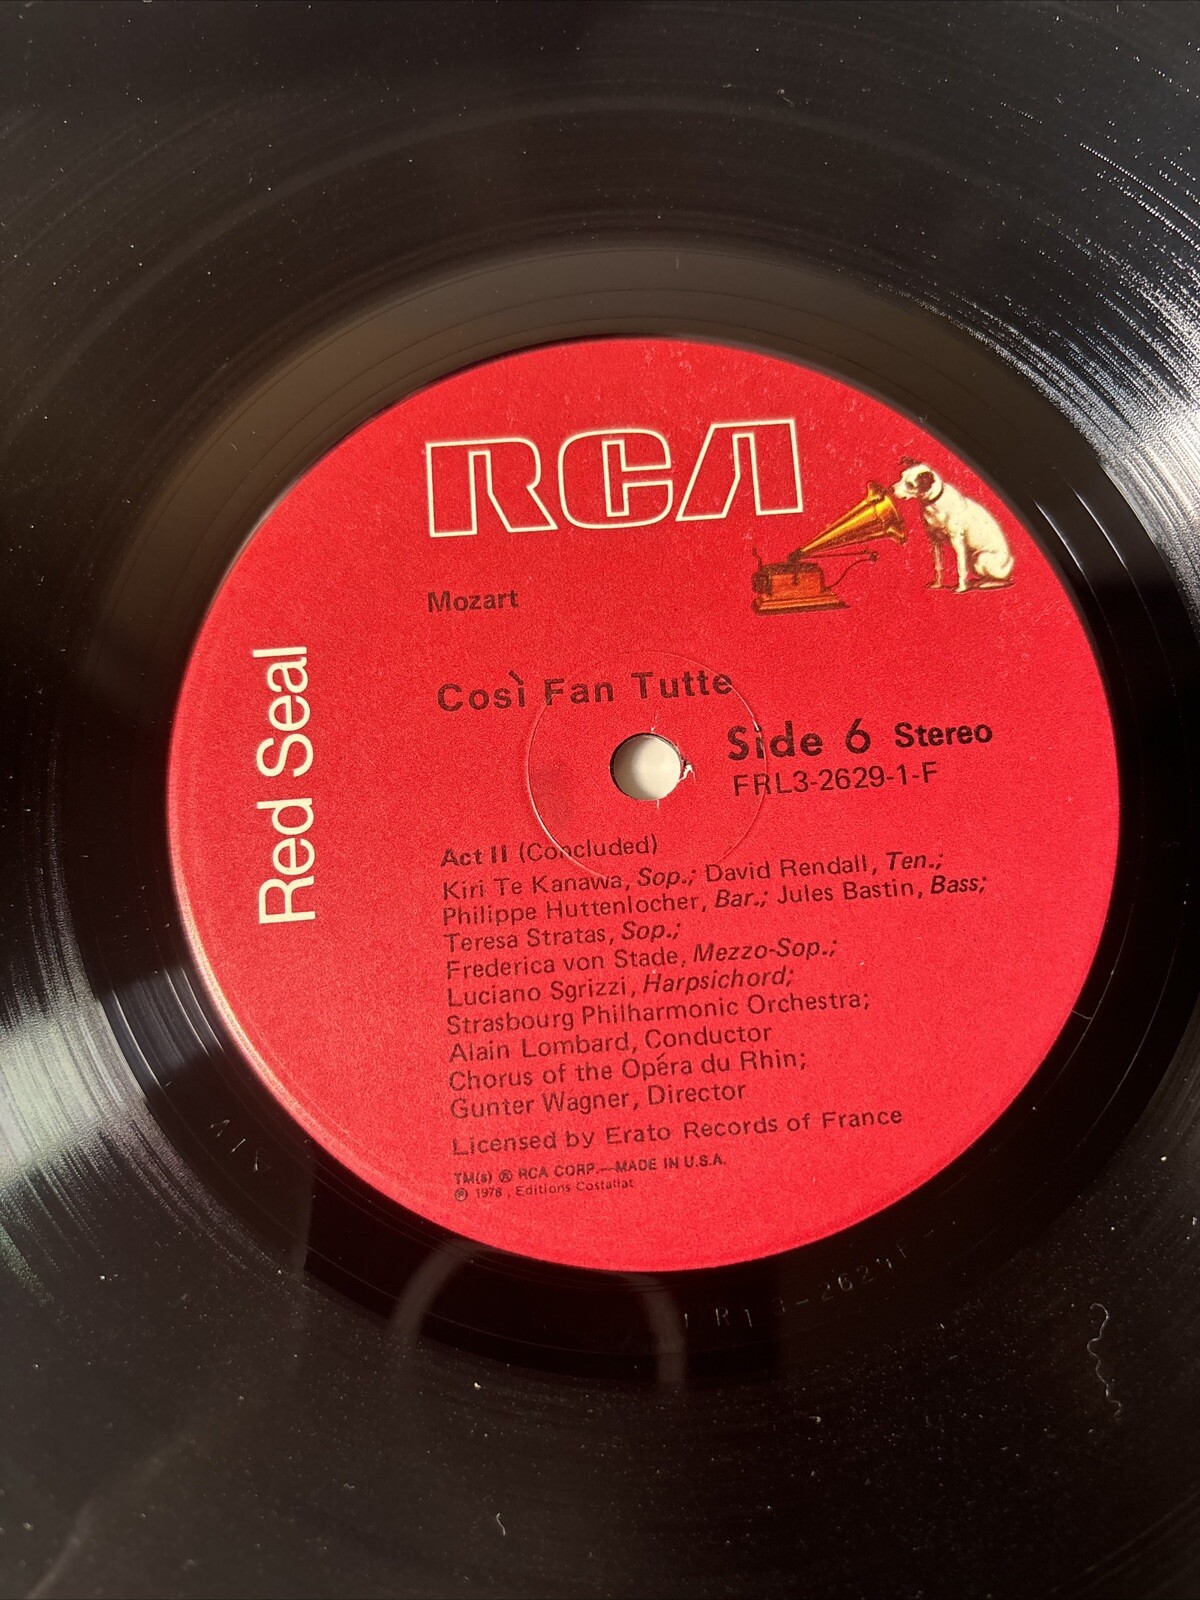 RCA
Mozart
Red Seal
Così Fan Tutte
Side 6 Stereo
FRL3-2629-1-F
Act II (Concluded)
Kiri Te Kanawa, Sop.; David Rendall, Ten.;
Philippe Huttenlocher, Bar.; Jules Bastin, Bass;
Teresa Stratas, Sop.;
Frederica von Stade, Mezzo-Sop.;
Luciano Sgrizzi, Harpsichord;
Strasbourg Philharmonic Orchestra;
Alain Lombard, Conductor
Chorus of the Opéra du Rhin;
Gunter Wagner, Director
Licensed by Erato Records of France
TM(s) ® RCA CORP.—MADE IN U.S.A.
℗ 1978, Editions Costallat